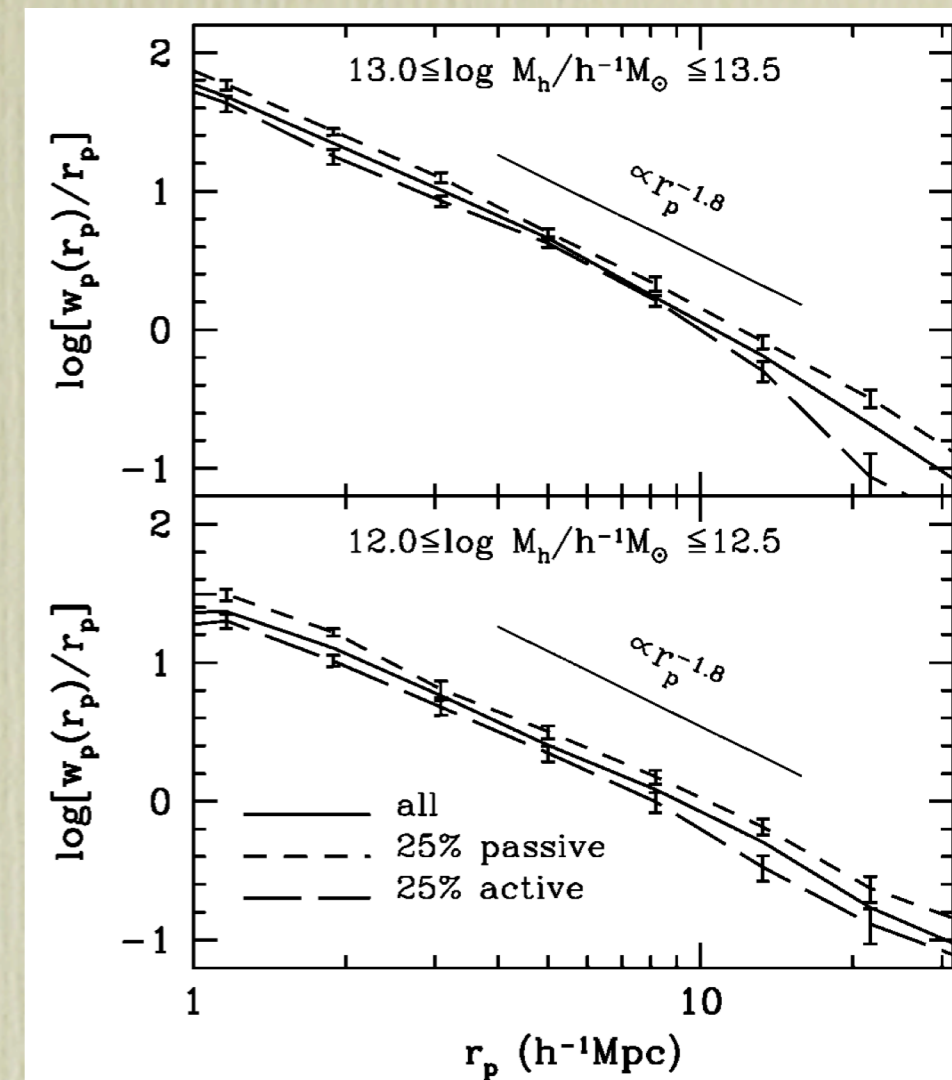 2
13.0≤log M_h/h⁻¹M_⊙ ≤13.5
1
∝r_p^-1.8
0
-1
log[w_p(r_p)/r_p]
2
12.0≤log M_h/h⁻¹M_⊙ ≤12.5
1
∝r_p^-1.8
0
-1
log[w_p(r_p)/r_p]
all
25% passive
25% active
1
10
r_p (h⁻¹Mpc)